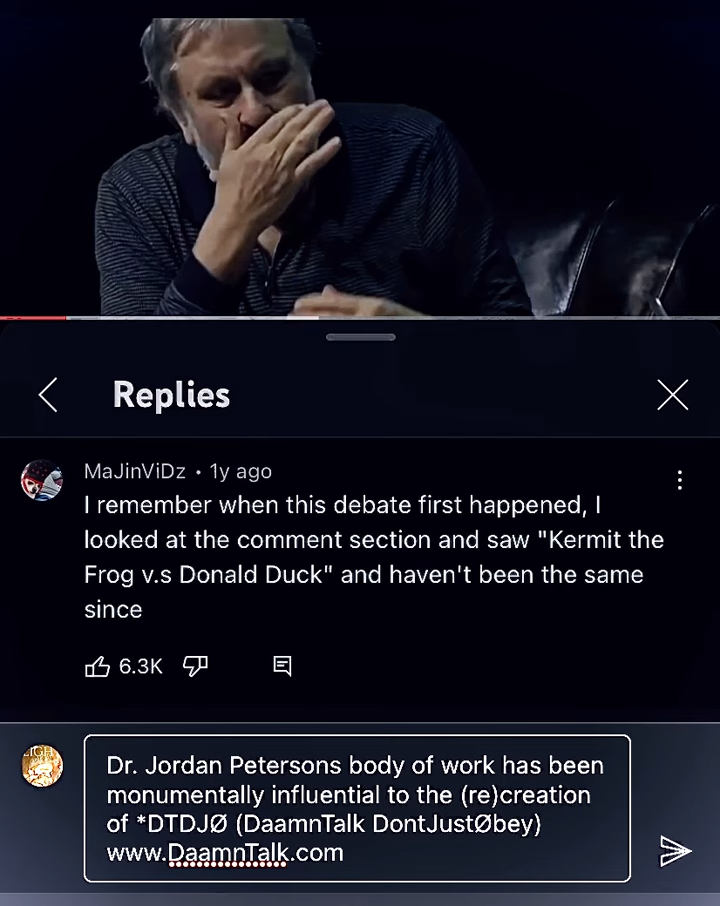 Replies
MaJinViDz • 1y ago
I remember when this debate first happened, I
looked at the comment section and saw "Kermit the
Frog v.s Donald Duck" and haven't been the same
since
6.3K
Dr. Jordan Petersons body of work has been
monumentally influential to the (re)creation
of *DTDJØ (DaamnTalk DontJustØbey)
www.DaamnTalk.com